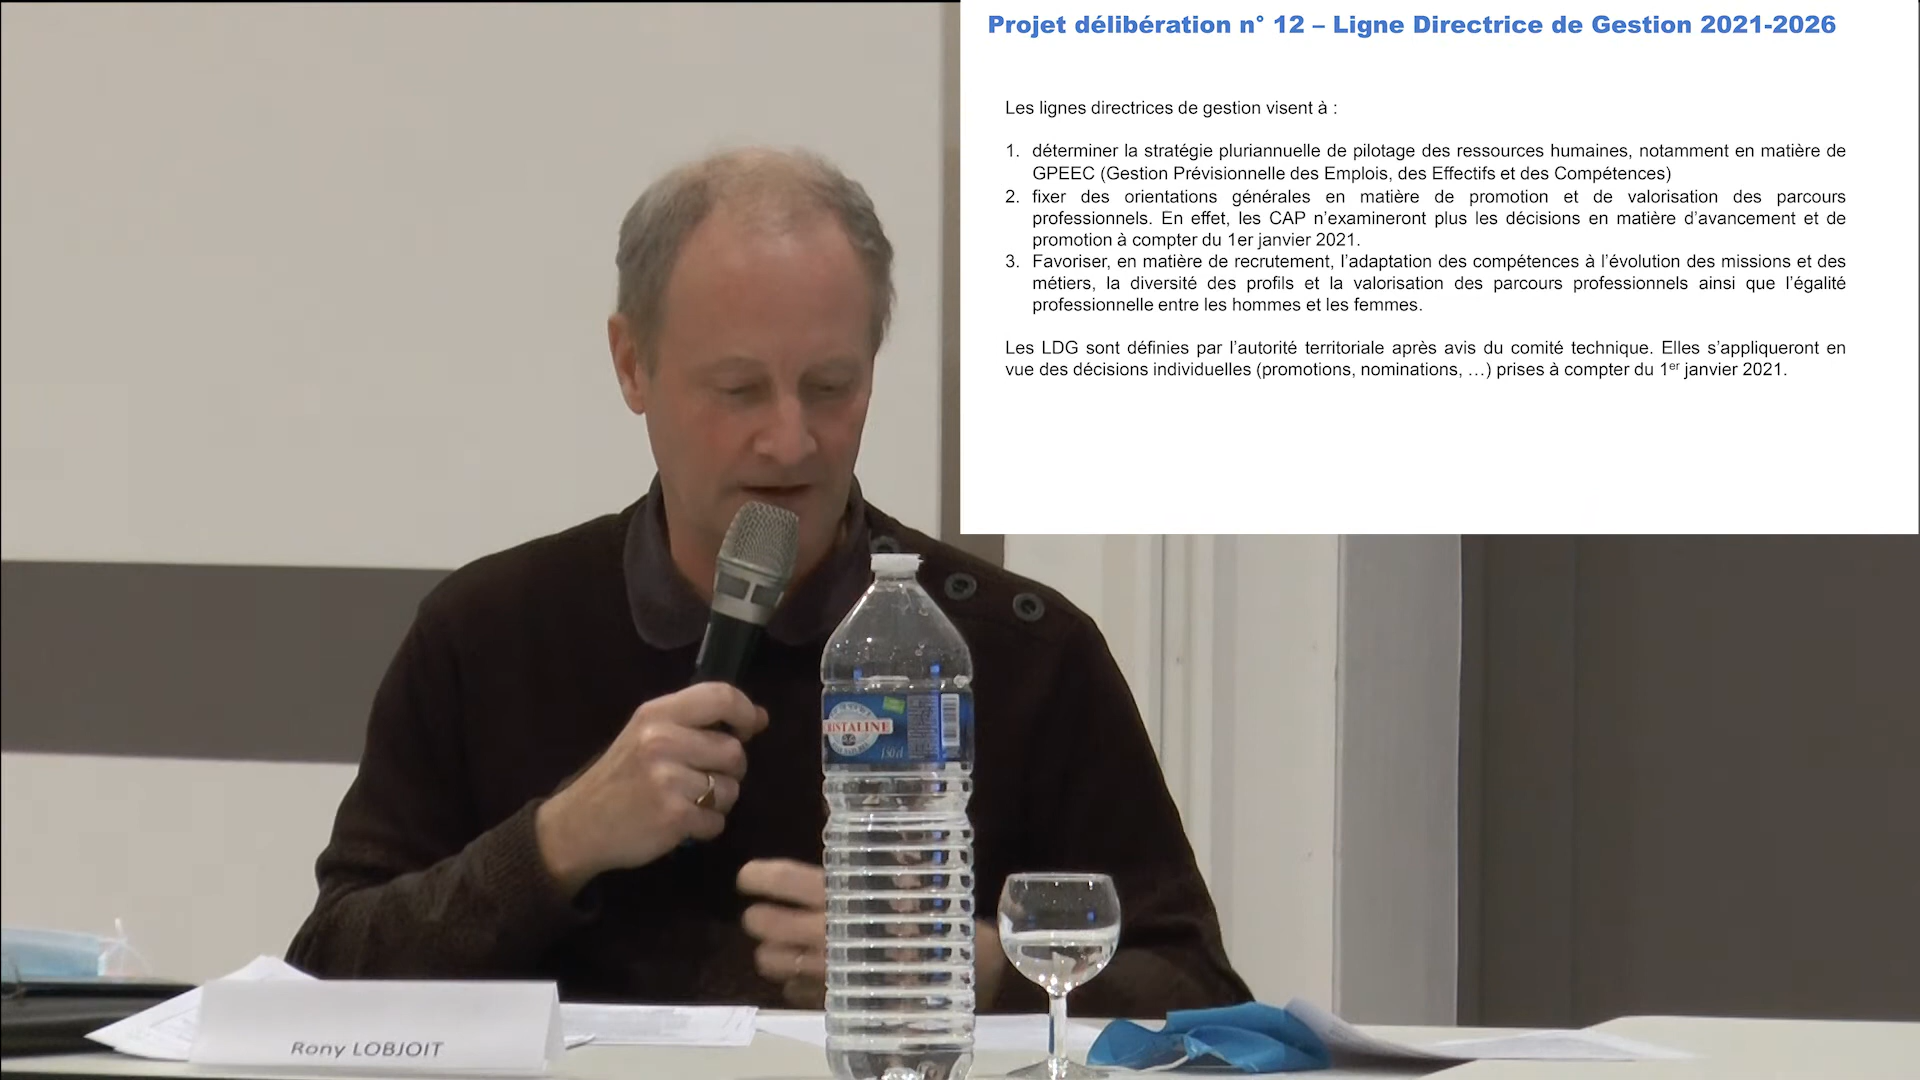 Projet délibération n° 12 – Ligne Directrice de Gestion 2021-2026
Les lignes directrices de gestion visent à :
1. déterminer la stratégie pluriannuelle de pilotage des ressources humaines, notamment en matière de
GPEEC (Gestion Prévisionnelle des Emplois, des Effectifs et des Compétences)
2. fixer des orientations générales en matière de promotion et de valorisation des parcours
professionnels. En effet, les CAP n’examineront plus les décisions en matière d’avancement et de
promotion à compter du 1er janvier 2021.
3. Favoriser, en matière de recrutement, l’adaptation des compétences à l’évolution des missions et des
métiers, la diversité des profils et la valorisation des parcours professionnels ainsi que l’égalité
professionnelle entre les hommes et les femmes.
Les LDG sont définies par l’autorité territoriale après avis du comité technique. Elles s’appliqueront en
vue des décisions individuelles (promotions, nominations, …) prises à compter du 1er janvier 2021.
RISTALINE
150cl
Rony LOBJOIT